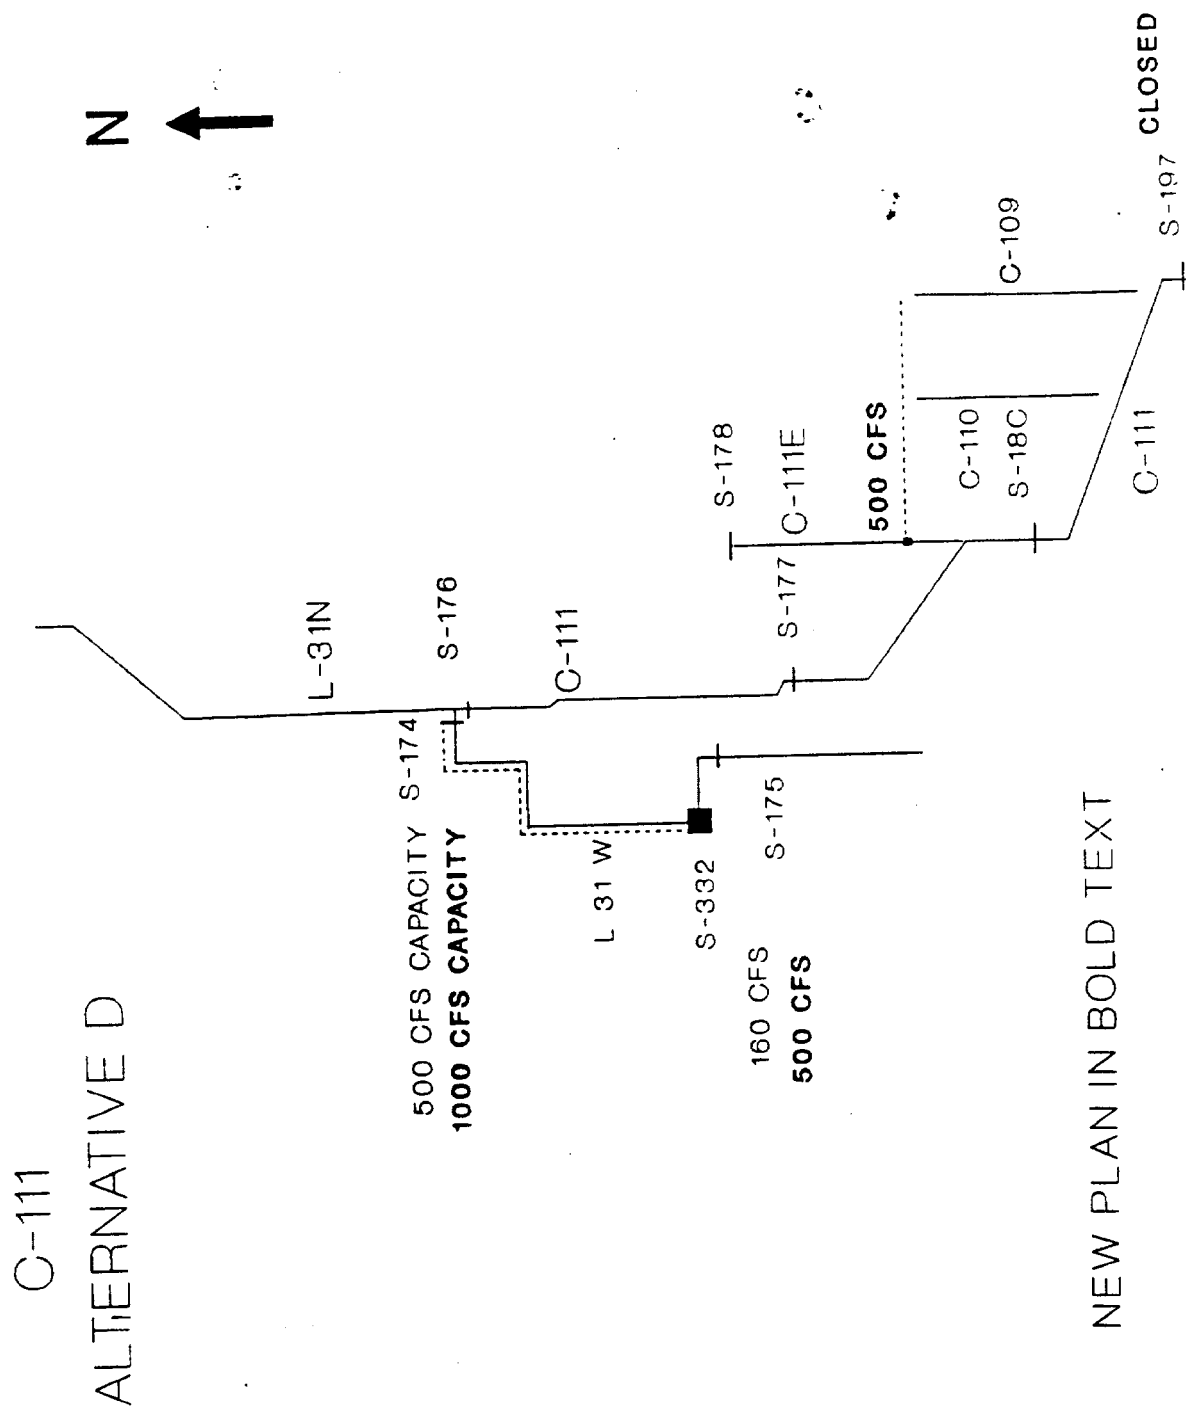 C-111
ALTERNATIVE D
N
L-31N
500 CFS CAPACITY
S-174
S-176
1000 CFS CAPACITY
C-111
L 31 W
S-332
S-178
160 CFS
500 CFS
S-175
S-177
C-111E
500 CFS
C-110
S-18C
C-109
C-111
S-197
CLOSED
NEW PLAN IN BOLD TEXT